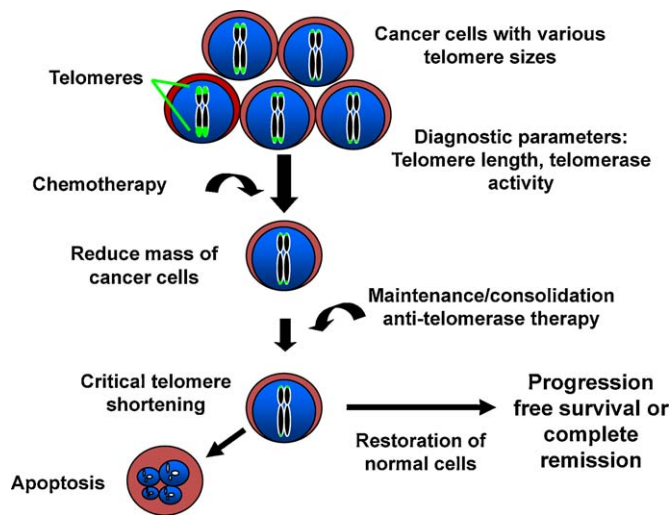 Cancer cells with various
telomere sizes
Telomeres
Diagnostic parameters:
Telomere length, telomerase
activity
Chemotherapy
Reduce mass of
cancer cells
Maintenance/consolidation
anti-telomerase therapy
Critical telomere
shortening
Progression
free survival or
complete
remission
Restoration of
normal cells
Apoptosis